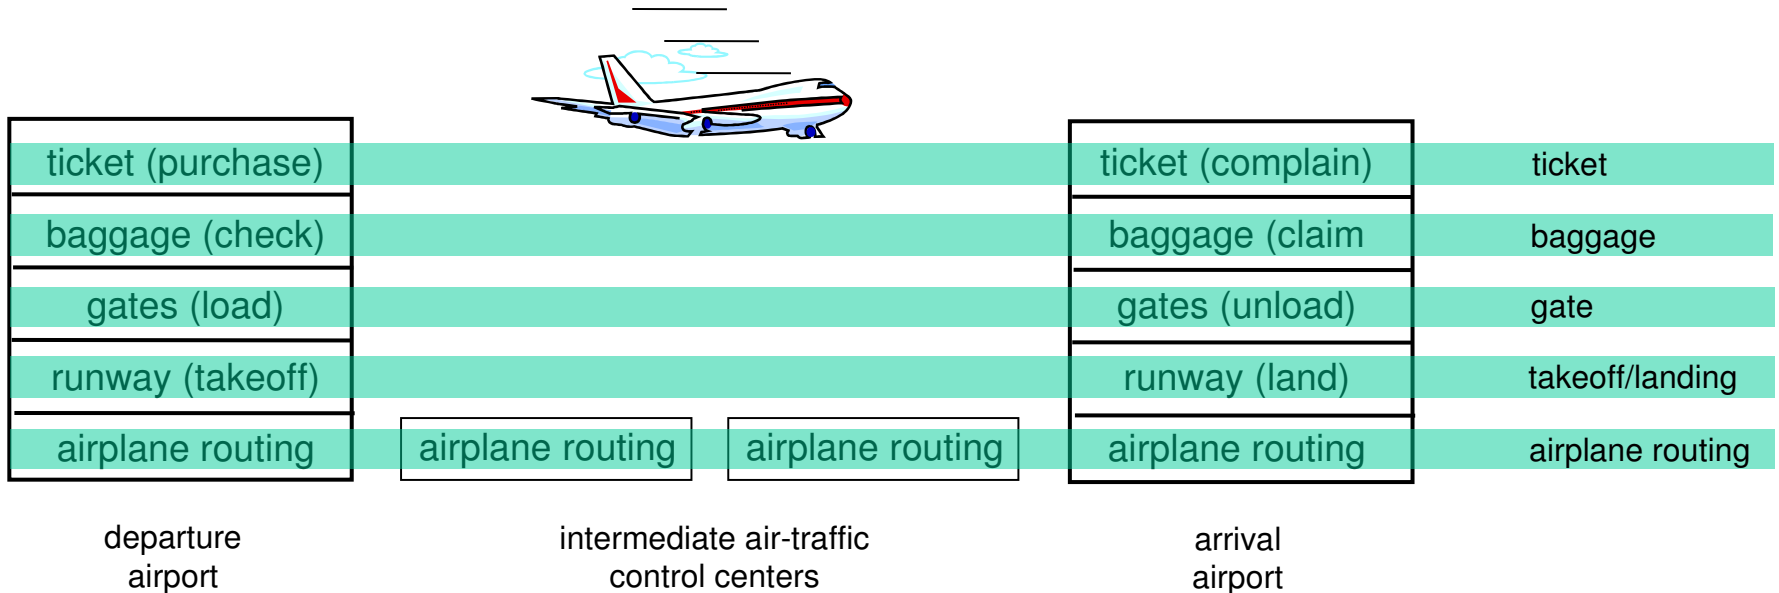 ticket (purchase) ticket (complain) ticket
baggage (check) baggage (claim baggage
gates (load) gates (unload) gate
runway (takeoff) runway (land) takeoff/landing
airplane routing airplane routing airplane routing airplane routing airplane routing
departure
airport
intermediate air-traffic
control centers
arrival
airport